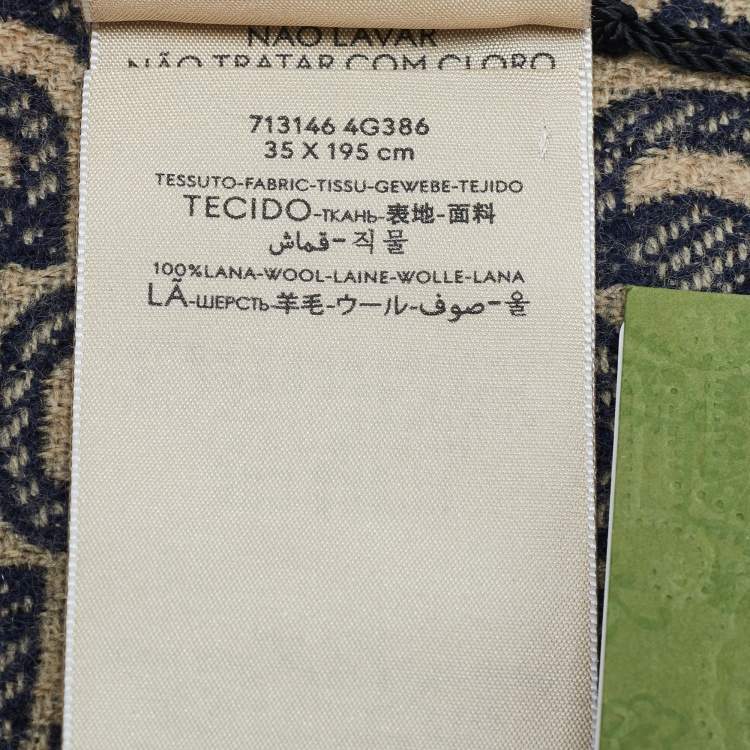 NÃO LAVAR
NÃO TRATAR COM CLORO
713146 4G386
35 X 195 cm
TESSUTO-FABRIC-TISSU-GEWEBE-TEJIDO
TECIDO-ТКАНЬ-表地-面料
قماش-직물
100%LANA-WOOL-LAINE-WOLLE-LANA
LÃ-ШЕРСТЬ-羊毛-ウール-صوف-울